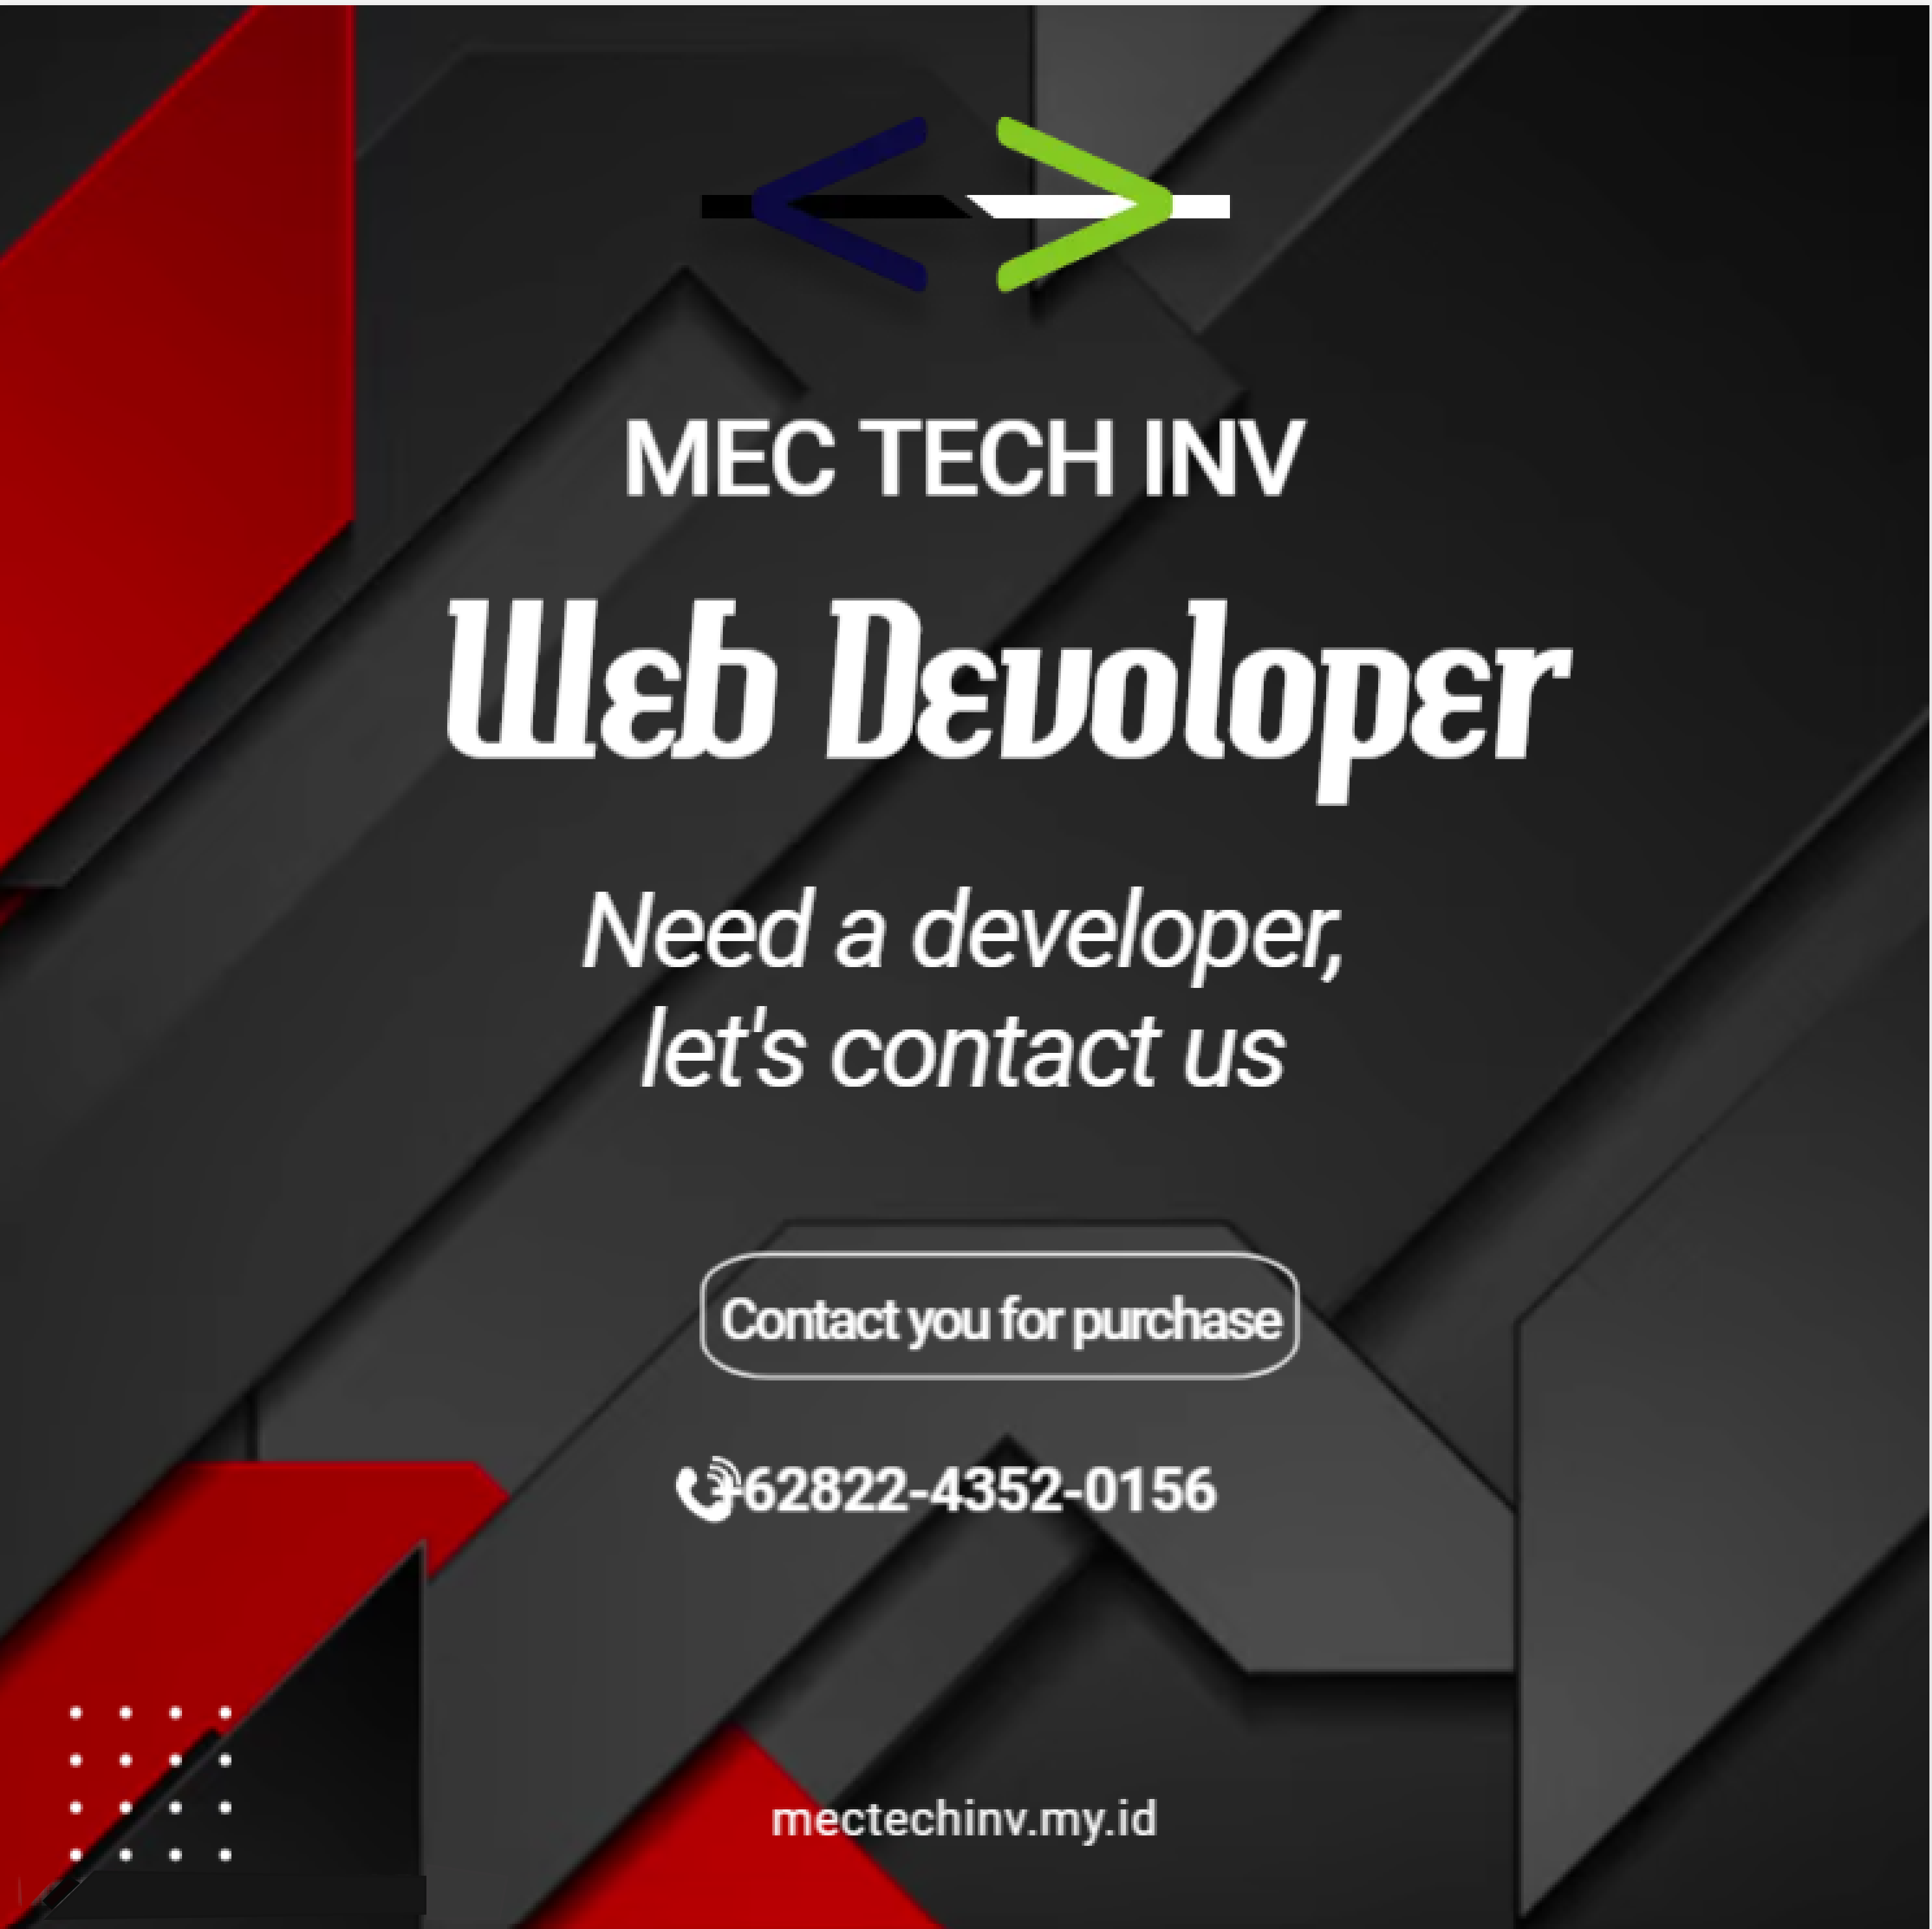 MEC TECH INV
Web Devoloper
Need a developer,
let's contact us
Contact you for purchase
+62822-4352-0156
mectechinv.my.id